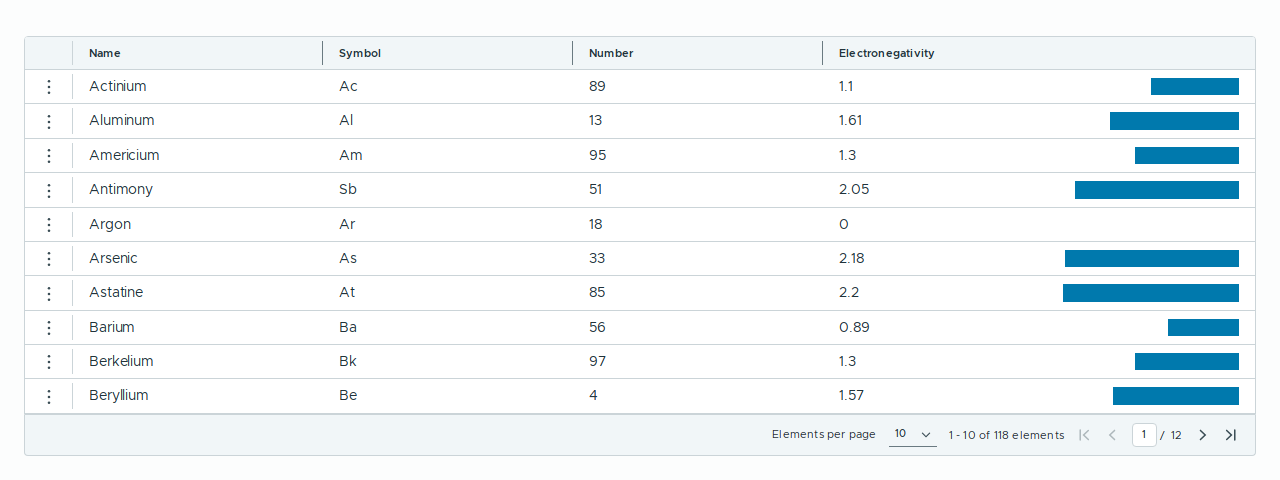 Name Symbol Number Electronegativity
Actinium Ac 89 1.1
Aluminum Al 13 1.61
Americium Am 95 1.3
Antimony Sb 51 2.05
Argon Ar 18 0
Arsenic As 33 2.18
Astatine At 85 2.2
Barium Ba 56 0.89
Berkelium Bk 97 1.3
Beryllium Be 4 1.57
Elements per page 10 1 - 10 of 118 elements 1 / 12